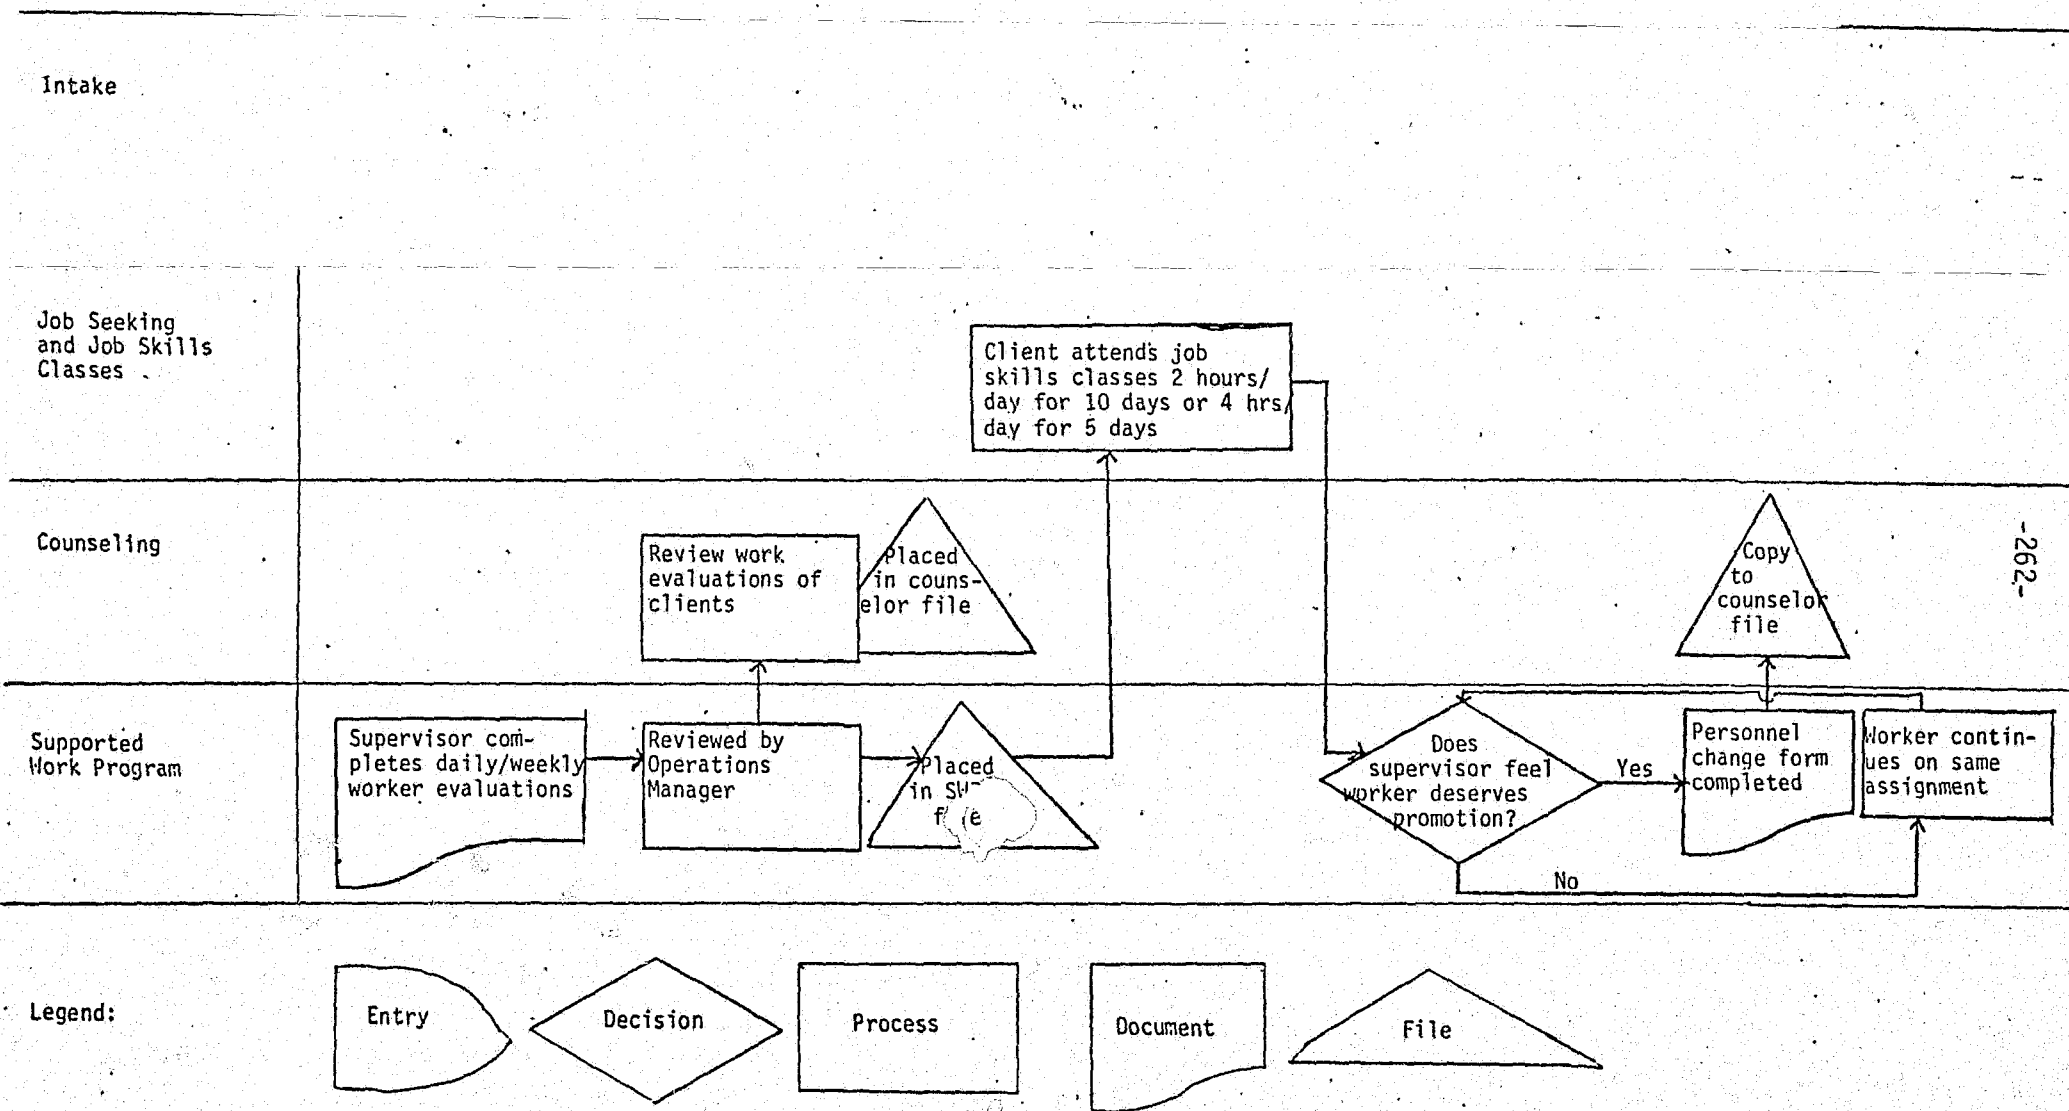 Intake
Job Seeking
and Job Skills
Classes
Client attends job
skills classes 2 hours/
day for 10 days or 4 hrs/
day for 5 days
Counseling
Review work
evaluations of
clients
Placed
in couns-
elor file
Copy
to
counselor
file
-262-
Supported
Work Program
Supervisor com-
pletes daily/weekly
worker evaluations
Reviewed by
Operations
Manager
Placed
in
Does
supervisor feel
worker deserves
promotion?
Yes
No
Personnel
change form
completed
Worker contin-
ues on same
assignment
Legend:
Entry
Decision
Process
Document
File